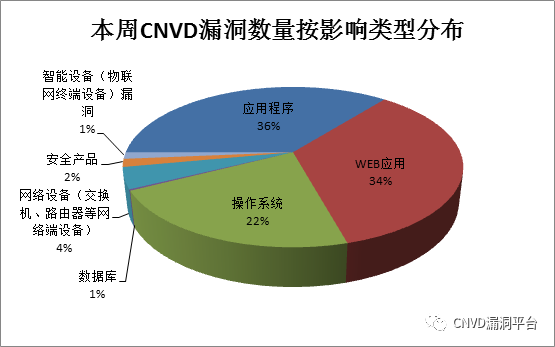 本周CNVD漏洞数量按影响类型分布
智能设备（物联
网终端设备）漏
洞
1%
应用程序
36%
WEB应用
34%
安全产品
2%
网络设备（交换
机、路由器等网
络端设备）
4%
操作系统
22%
数据库
1%
CNVD漏洞平台